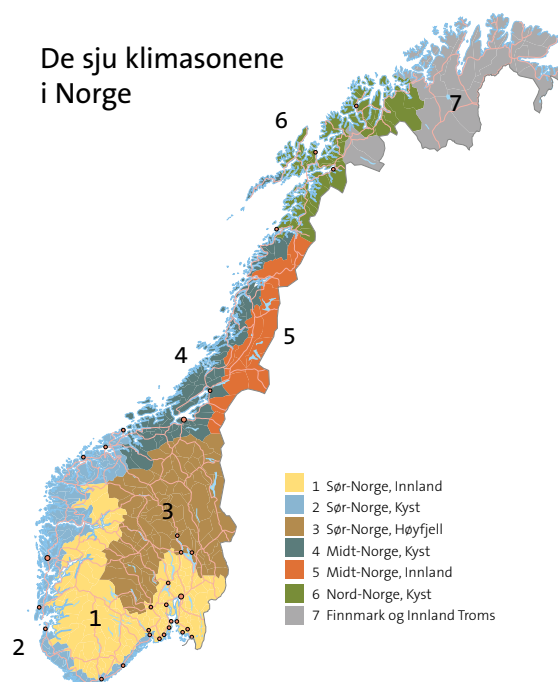 De sju klimasonene
i Norge
6
7
5
4
3
1
2
1 Sør-Norge, Innland
2 Sør-Norge, Kyst
3 Sør-Norge, Høyfjell
4 Midt-Norge, Kyst
5 Midt-Norge, Innland
6 Nord-Norge, Kyst
7 Finnmark og Innland Troms